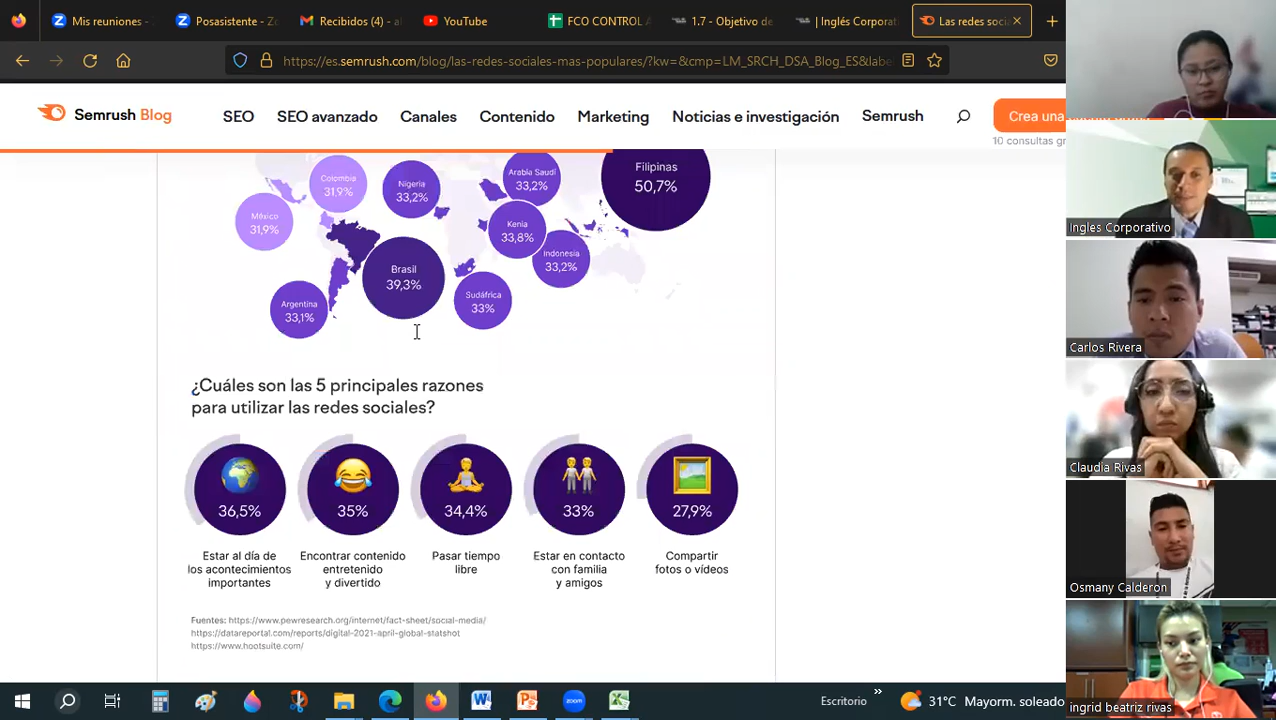 Mis reuniones - Z
Posasistente - Ze
Recibidos (4) - al
YouTube
FCO CONTROL A
1.7 - Objetivo de
| Inglés Corporati
Las redes soci
https://es.semrush.com/blog/las-redes-sociales-mas-populares/?kw=&cmp=LM_SRCH_DSA_Blog_ES&labe
Semrush Blog
SEO
SEO avanzado
Canales
Contenido
Marketing
Noticias e investigación
Semrush
Crea una
10 consultas gr
Filipinas
50,7%
Arabia Saudí
33,2%
Colombia
31,9%
Nigeria
33,2%
México
31,9%
Kenia
33,8%
Indonesia
33,2%
Brasil
39,3%
Sudáfrica
33%
Argentina
33,1%
¿Cuáles son las 5 principales razones
para utilizar las redes sociales?
36,5%
35%
34,4%
33%
27,9%
Estar al día de
los acontecimientos
importantes
Encontrar contenido
entretenido
y divertido
Pasar tiempo
libre
Estar en contacto
con familia
y amigos
Compartir
fotos o vídeos
Fuentes: https://www.pewresearch.org/internet/fact-sheet/social-media/
https://datareportal.com/reports/digital-2021-april-global-statshot
https://www.hootsuite.com/
Escritorio
31°C Mayorm. soleado
Ingles Corporativo
Carlos Rivera
Claudia Rivas
Osmany Calderon
ingrid beatriz rivas